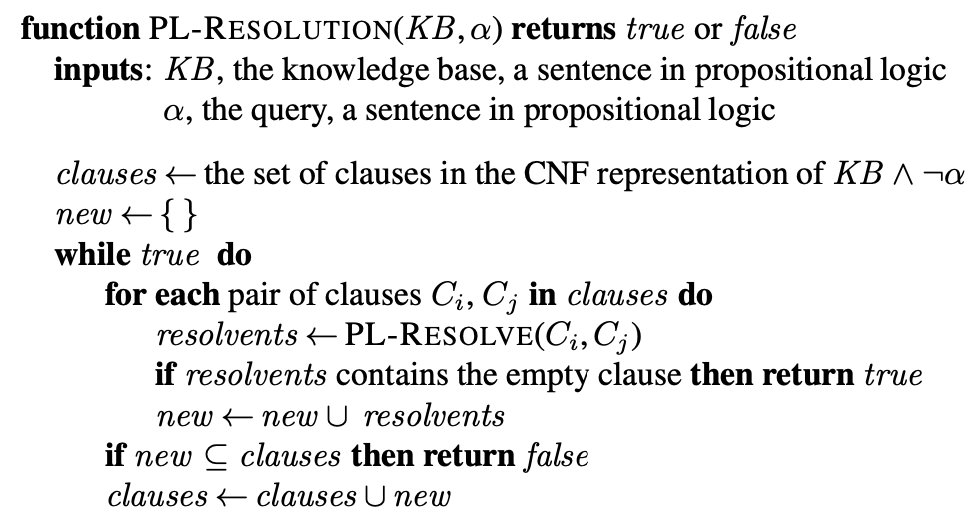 function PL-RESOLUTION(KB, α) returns true or false
inputs: KB, the knowledge base, a sentence in propositional logic
α, the query, a sentence in propositional logic
clauses ← the set of clauses in the CNF representation of KB ∧ ¬α
new ← { }
while true do
for each pair of clauses Cᵢ, Cⱼ in clauses do
resolvents ← PL-RESOLVE(Cᵢ, Cⱼ)
if resolvents contains the empty clause then return true
new ← new ∪ resolvents
if new ⊆ clauses then return false
clauses ← clauses ∪ new